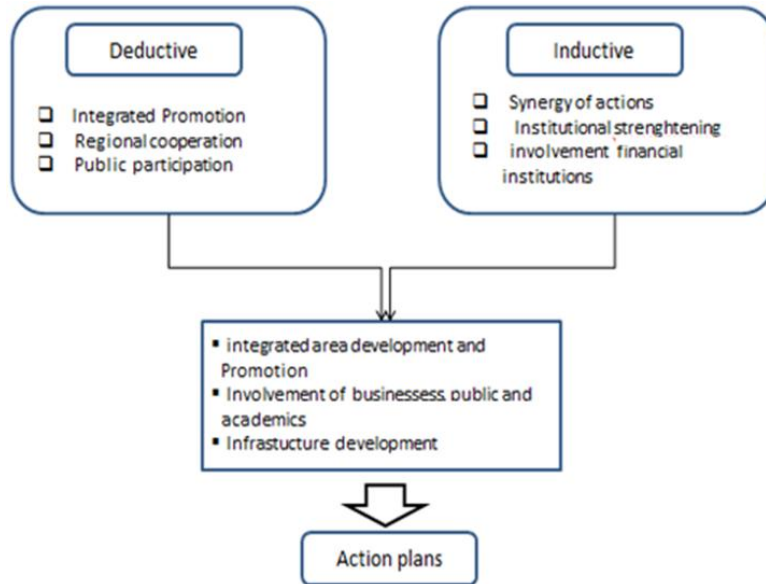 Deductive
❑ Integrated Promotion
❑ Regional cooperation
❑ Public participation
Inductive
❑ Synergy of actions
❑ Institutional strenghtening
❑ involvement financial
institutions
▪ integrated area development and
Promotion
▪ Involvement of businessess, public and
academics
▪ Infrastucture development
Action plans